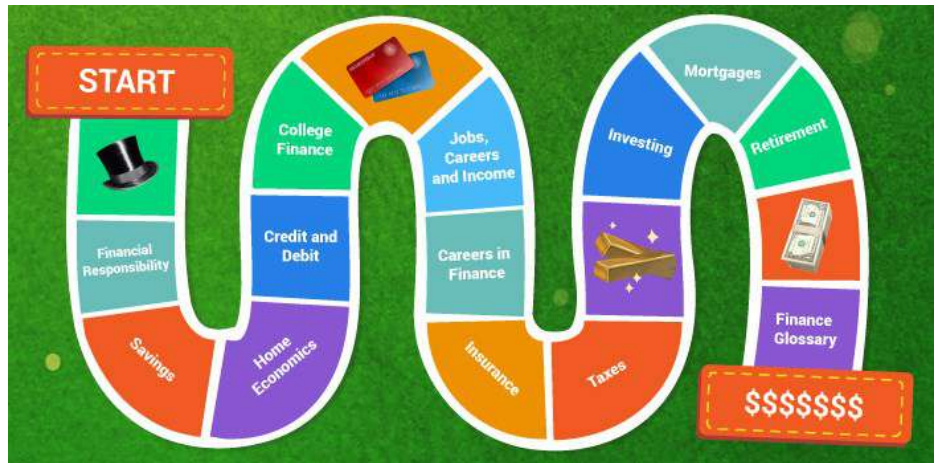 START
Financial
Responsibility
Savings
Home
Economics
Credit and
Debit
College
Finance
Jobs,
Careers
and Income
Careers in
Finance
Insurance
Taxes
Investing
Mortgages
Retirement
Finance
Glossary
$$$$$$$